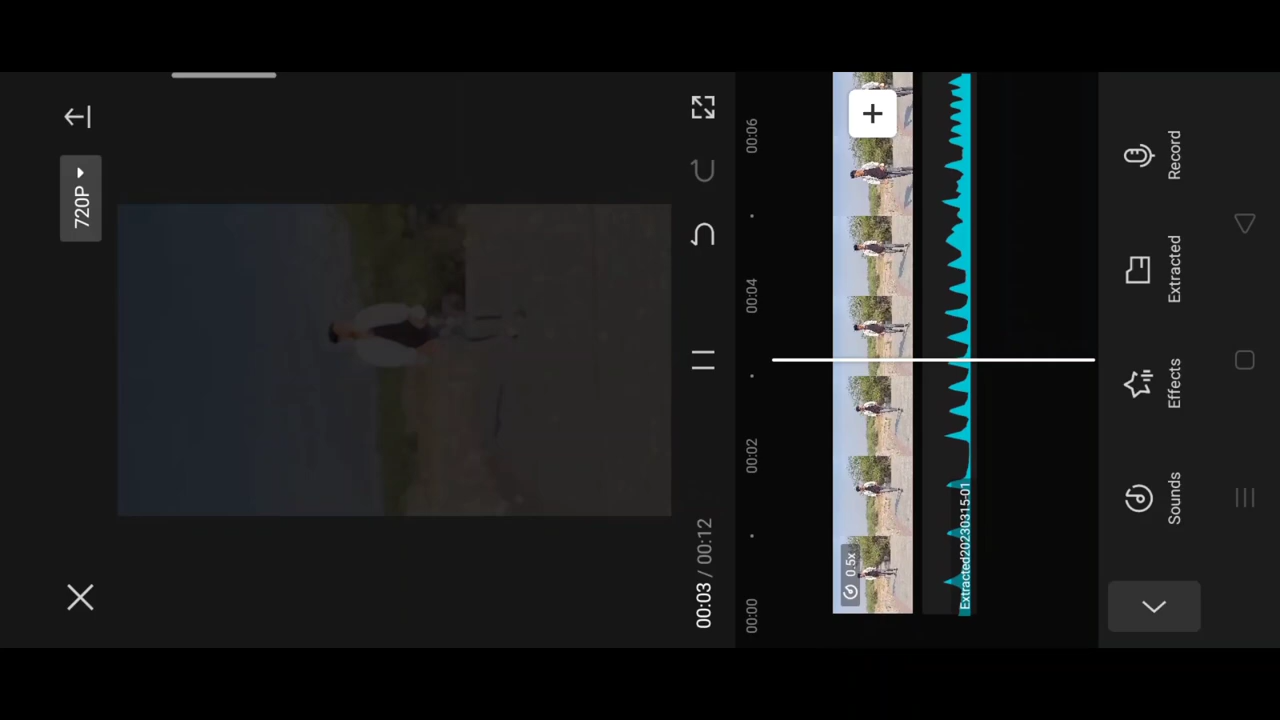 720P
00:03 / 00:12
00:00
00:02
00:04
00:06
0.5x
Extracted20230315-01
Sounds
Effects
Extracted
Record